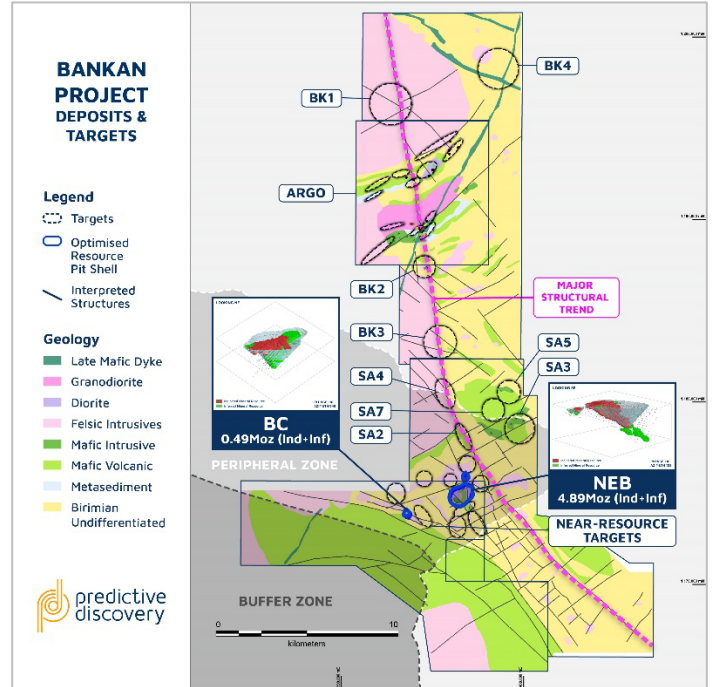 BANKAN
PROJECT
DEPOSITS &
TARGETS
Legend
Targets
Optimised
Resource
Pit Shell
Interpreted
Structures
Geology
Late Mafic Dyke
Granodiorite
Diorite
Felsic Intrusives
Mafic Intrusive
Mafic Volcanic
Metasediment
Birimian
Undifferentiated
predictive
discovery
BK4
BK1
ARGO
BK2
MAJOR
STRUCTURAL
TREND
BK3
SA5
SA4
SA3
SA7
SA2
BC
0.49Moz (Ind+Inf)
NEB
4.89Moz (Ind+Inf)
PERIPHERAL ZONE
NEAR-RESOURCE
TARGETS
BUFFER ZONE
0 10
kilometers